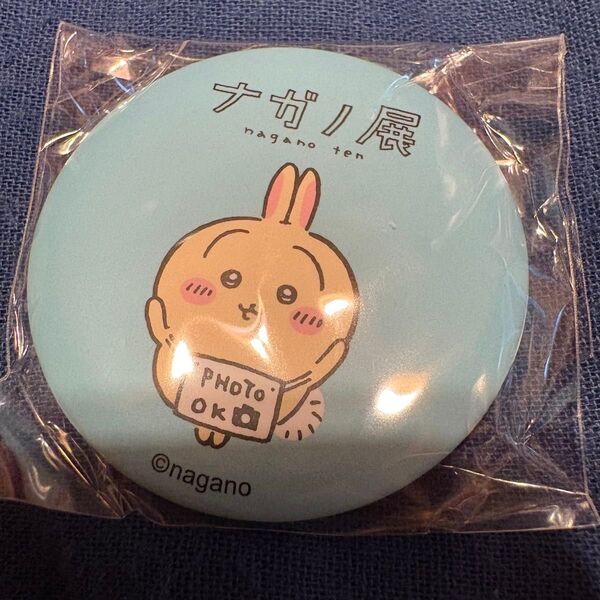 ナガノ展
nagano ten
PHOTO
OK
©nagano